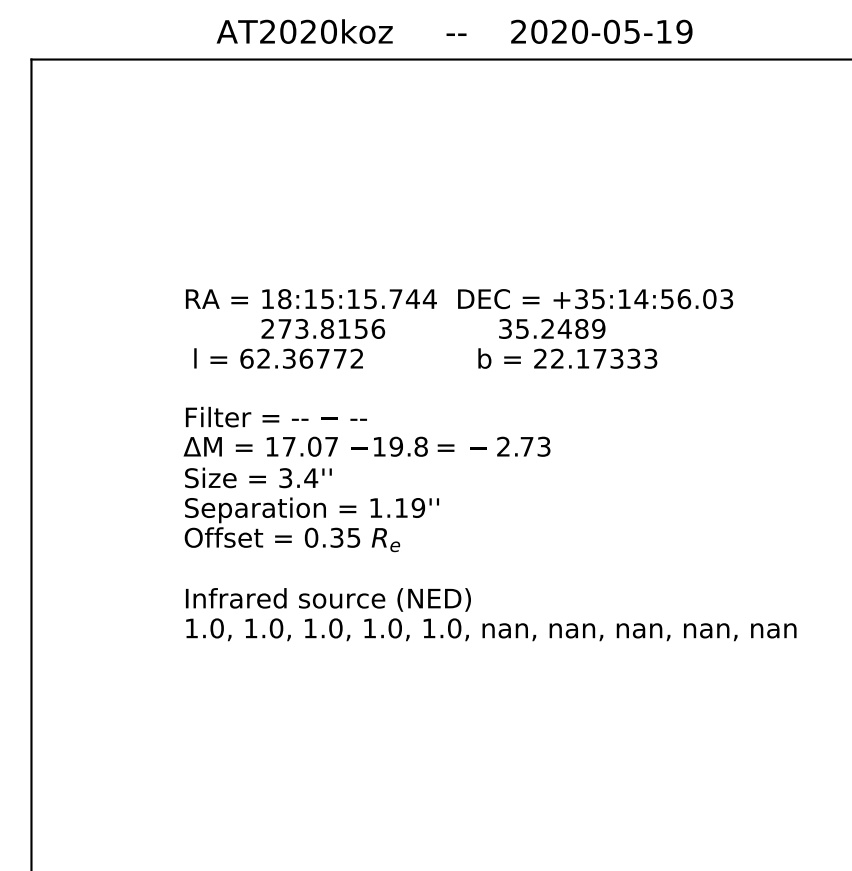 AT2020koz -- 2020-05-19
RA = 18:15:15.744 DEC = +35:14:56.03
273.8156 35.2489
l = 62.36772 b = 22.17333
Filter = -- − --
ΔM = 17.07 −19.8 = − 2.73
Size = 3.4''
Separation = 1.19''
Offset = 0.35 Re
Infrared source (NED)
1.0, 1.0, 1.0, 1.0, 1.0, nan, nan, nan, nan, nan